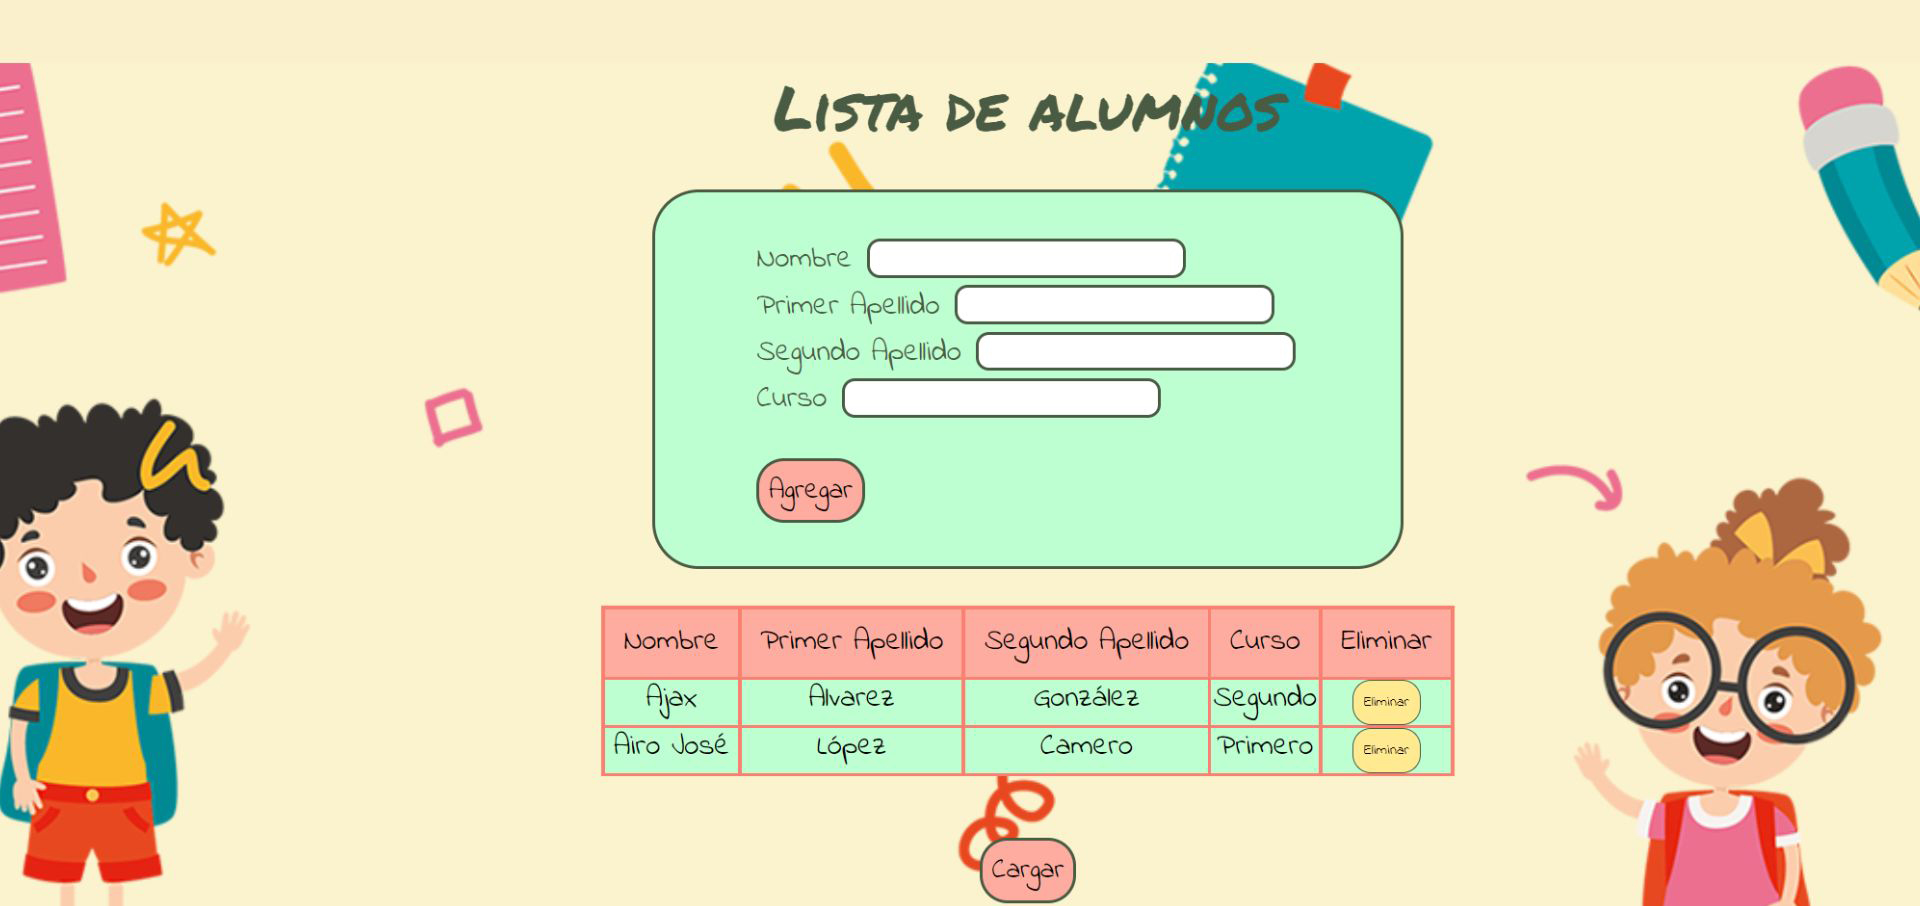 Lista de alumnos
Nombre
Primer Apellido
Segundo Apellido
Curso
Agregar
Nombre Primer Apellido Segundo Apellido Curso Eliminar
Ajax Alvarez González Segundo Eliminar
Airo José López Camero Primero Eliminar
Cargar